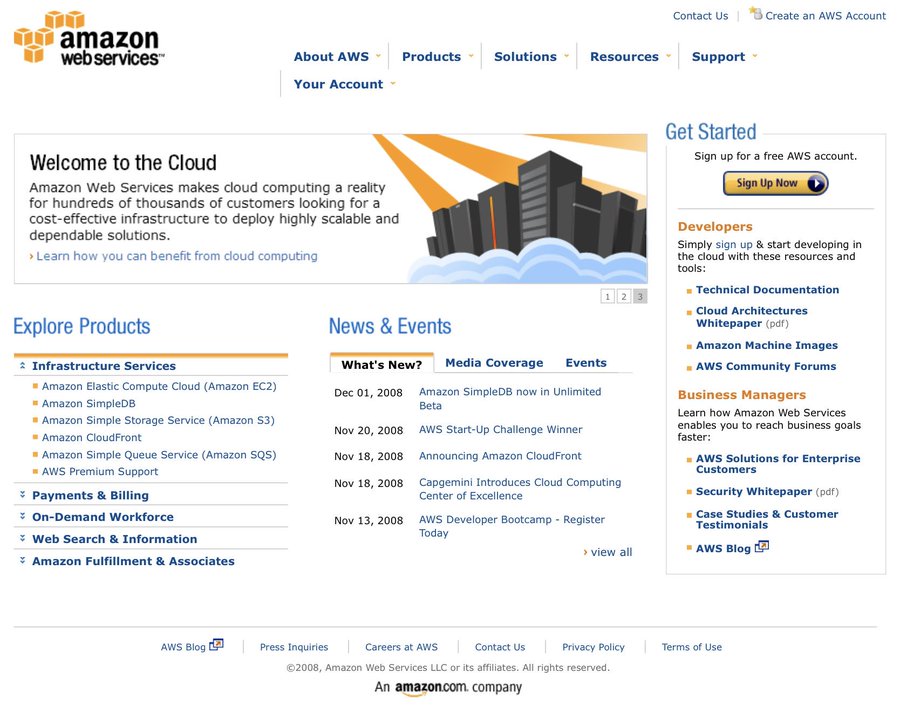 Contact Us
Create an AWS Account
amazon
webservices™
About AWS
Products
Solutions
Resources
Support
Your Account
Welcome to the Cloud
Amazon Web Services makes cloud computing a reality
for hundreds of thousands of customers looking for a
cost-effective infrastructure to deploy highly scalable and
dependable solutions.
› Learn how you can benefit from cloud computing
1 2 3
Explore Products
Infrastructure Services
Amazon Elastic Compute Cloud (Amazon EC2)
Amazon SimpleDB
Amazon Simple Storage Service (Amazon S3)
Amazon CloudFront
Amazon Simple Queue Service (Amazon SQS)
AWS Premium Support
Payments & Billing
On-Demand Workforce
Web Search & Information
Amazon Fulfillment & Associates
News & Events
What's New? Media Coverage Events
Dec 01, 2008 Amazon SimpleDB now in Unlimited
Beta
Nov 20, 2008 AWS Start-Up Challenge Winner
Nov 18, 2008 Announcing Amazon CloudFront
Nov 18, 2008 Capgemini Introduces Cloud Computing
Center of Excellence
Nov 13, 2008 AWS Developer Bootcamp - Register
Today
› view all
Get Started
Sign up for a free AWS account.
Sign Up Now
Developers
Simply sign up & start developing in
the cloud with these resources and
tools:
Technical Documentation
Cloud Architectures
Whitepaper (pdf)
Amazon Machine Images
AWS Community Forums
Business Managers
Learn how Amazon Web Services
enables you to reach business goals
faster:
AWS Solutions for Enterprise
Customers
Security Whitepaper (pdf)
Case Studies & Customer
Testimonials
AWS Blog
AWS Blog
Press Inquiries
Careers at AWS
Contact Us
Privacy Policy
Terms of Use
©2008, Amazon Web Services LLC or its affiliates. All rights reserved.
An amazon.com. company